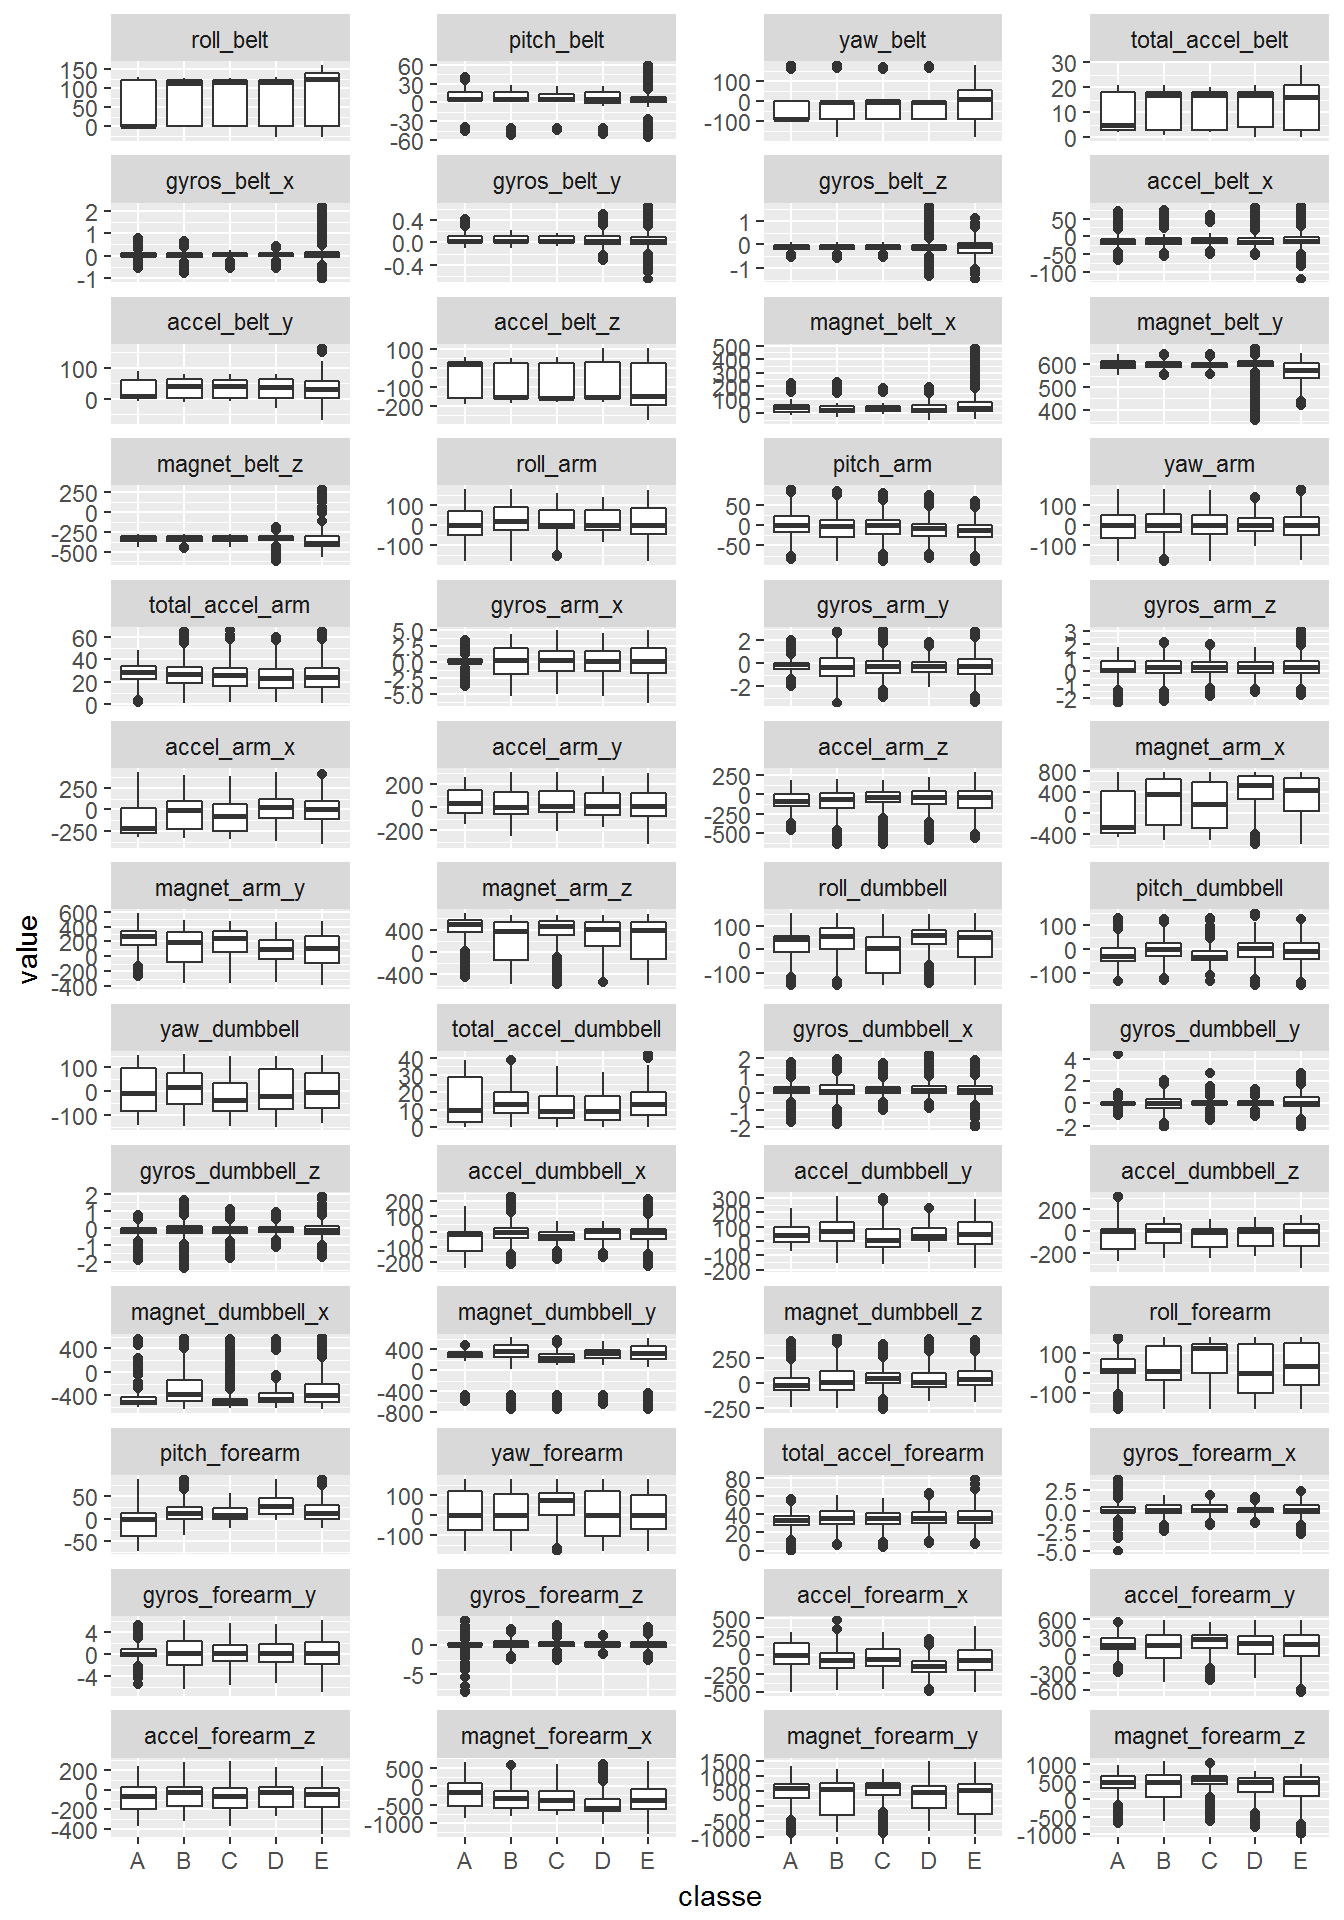 roll_belt pitch_belt yaw_belt total_accel_belt
150 100 50 0
60 30 0 -30 -60
100 0 -100
30 20 10 0
gyros_belt_x gyros_belt_y gyros_belt_z accel_belt_x
2 1 0 -1
0.4 0.0 -0.4
1 0 -1
50 0 -50 -100
accel_belt_y accel_belt_z magnet_belt_x magnet_belt_y
100 0
100 0 -100 -200
500 400 300 200 100 0
600 500 400
magnet_belt_z roll_arm pitch_arm yaw_arm
250 0 -250 -500
100 0 -100
50 0 -50
100 0 -100
total_accel_arm gyros_arm_x gyros_arm_y gyros_arm_z
60 40 20 0
5.0 2.5 0.0 -2.5 -5.0
2 0 -2
3 2 1 0 -1 -2
accel_arm_x accel_arm_y accel_arm_z magnet_arm_x
250 0 -250
200 0 -200
250 0 -250 -500
800 400 0 -400
magnet_arm_y magnet_arm_z roll_dumbbell pitch_dumbbell
600 400 200 0 -200 -400
400 0 -400
100 0 -100
100 0 -100
yaw_dumbbell total_accel_dumbbell gyros_dumbbell_x gyros_dumbbell_y
100 0 -100
40 30 20 10 0
2 1 0 -1 -2
4 2 0 -2
gyros_dumbbell_z accel_dumbbell_x accel_dumbbell_y accel_dumbbell_z
2 1 0 -1 -2
200 100 0 -100 -200
300 200 100 0 -100 -200
200 0 -200
magnet_dumbbell_x magnet_dumbbell_y magnet_dumbbell_z roll_forearm
400 0 -400
400 0 -400 -800
250 0 -250
100 0 -100
pitch_forearm yaw_forearm total_accel_forearm gyros_forearm_x
50 0 -50
100 0 -100
80 60 40 20 0
2.5 0.0 -2.5 -5.0
gyros_forearm_y gyros_forearm_z accel_forearm_x accel_forearm_y
4 0 -4
0 -5
500 250 0 -250 -500
600 300 0 -300 -600
accel_forearm_z magnet_forearm_x magnet_forearm_y magnet_forearm_z
200 0 -200 -400
500 0 -500 -1000
1500 1000 500 0 -500 -1000
1000 500 0 -500 -1000
A B C D E A B C D E A B C D E A B C D E
classe
value